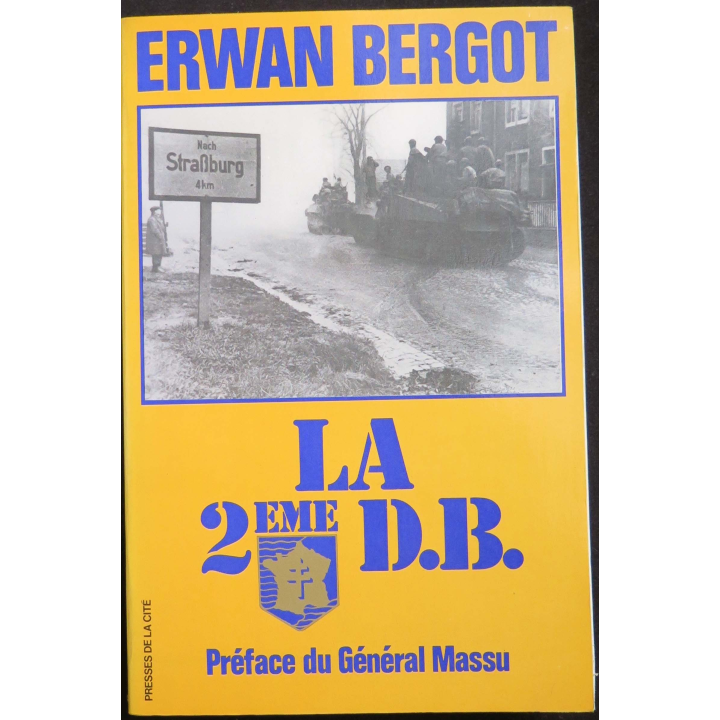 ERWAN BERGOT
Nach
Straßburg
4km
LA
2EME D.B.
Préface du Général Massu
PRESSES DE LA CITÉ